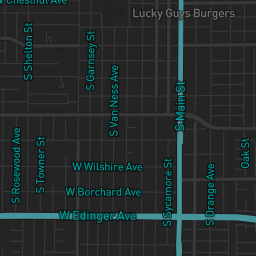 W Chestnut Ave
Lucky Guys Burgers
S Shelton St
S Garnsey St
S Van Ness Ave
S Main St
S Rosewood Ave
S Towner St
W Wilshire Ave
W Borchard Ave
S Sycamore St
S Orange Ave
Oak St
W Edinger Ave